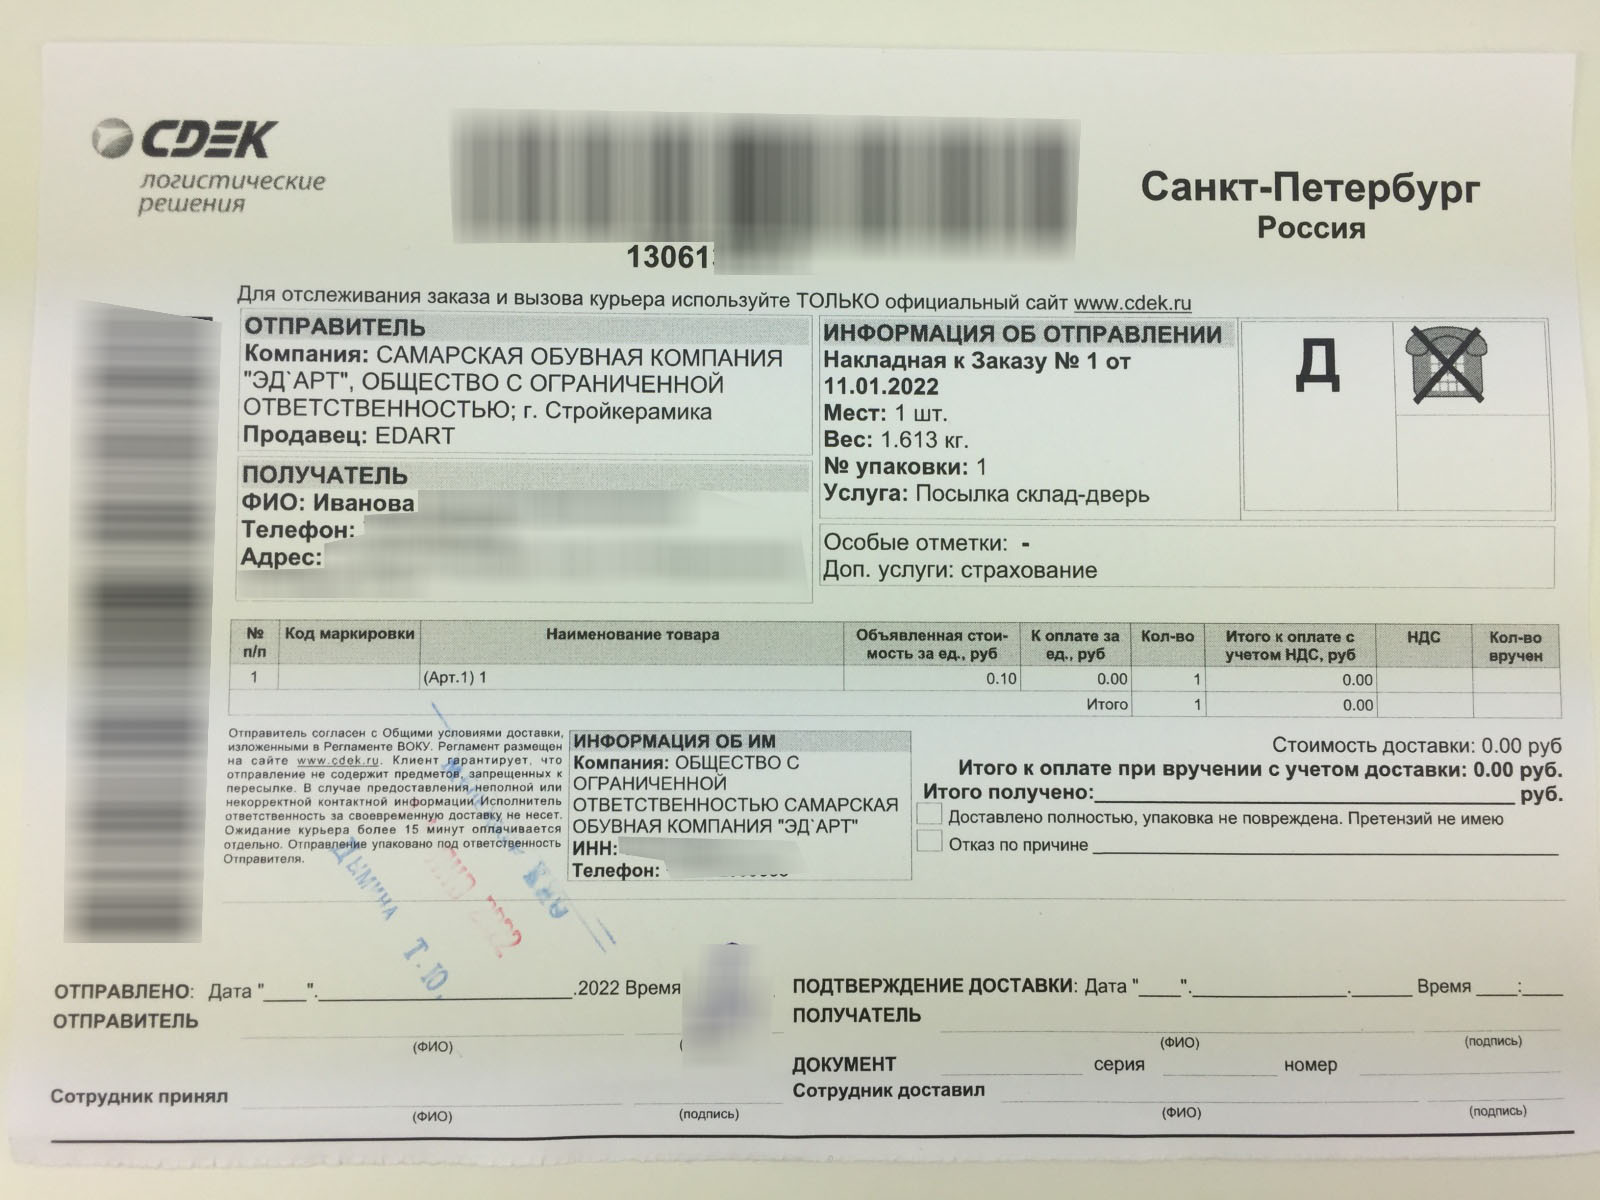 CDEK
логистические
решения
Санкт-Петербург
Россия
13061
Для отслеживания заказа и вызова курьера используйте ТОЛЬКО официальный сайт www.cdek.ru
ОТПРАВИТЕЛЬ
Компания: САМАРСКАЯ ОБУВНАЯ КОМПАНИЯ
"ЭД`АРТ", ОБЩЕСТВО С ОГРАНИЧЕННОЙ
ОТВЕТСТВЕННОСТЬЮ; г. Стройкерамика
Продавец: EDART
ПОЛУЧАТЕЛЬ
ФИО: Иванова
Телефон:
Адрес:
ИНФОРМАЦИЯ ОБ ОТПРАВЛЕНИИ
Накладная к Заказу № 1 от
11.01.2022
Мест: 1 шт.
Вес: 1.613 кг.
№ упаковки: 1
Услуга: Посылка склад-дверь
Д
Особые отметки: -
Доп. услуги: страхование
№ п/п Код маркировки Наименование товара Объявленная стои-мость за ед., руб К оплате за ед., руб Кол-во Итого к оплате с учетом НДС, руб НДС Кол-во вручен
1 (Арт.1) 1 0.10 0.00 1 0.00
Итого 1 0.00
Отправитель согласен с Общими условиями доставки,
изложенными в Регламенте ВОКУ. Регламент размещен
на сайте www.cdek.ru. Клиент гарантирует, что
отправление не содержит предметов, запрещенных к
пересылке. В случае предоставления неполной или
некорректной контактной информации Исполнитель
ответственность за своевременную доставку не несет.
Ожидание курьера более 15 минут оплачивается
отдельно. Отправление упаковано под ответственность
Отправителя.
ИНФОРМАЦИЯ ОБ ИМ
Компания: ОБЩЕСТВО С
ОГРАНИЧЕННОЙ
ОТВЕТСТВЕННОСТЬЮ САМАРСКАЯ
ОБУВНАЯ КОМПАНИЯ "ЭД`АРТ"
ИНН:
Телефон:
Стоимость доставки: 0.00 руб
Итого к оплате при вручении с учетом доставки: 0.00 руб.
Итого получено: руб.
Доставлено полностью, упаковка не повреждена. Претензий не имею
Отказ по причине
2022
Демина Т.Ю.
ОТПРАВЛЕНО: Дата "____".____.2022 Время
ОТПРАВИТЕЛЬ
(ФИО)
Сотрудник принял
(ФИО) (подпись)
ПОДТВЕРЖДЕНИЕ ДОСТАВКИ: Дата "____".____.____ Время ____:____
ПОЛУЧАТЕЛЬ
(ФИО) (подпись)
ДОКУМЕНТ серия номер
Сотрудник доставил
(ФИО) (подпись)